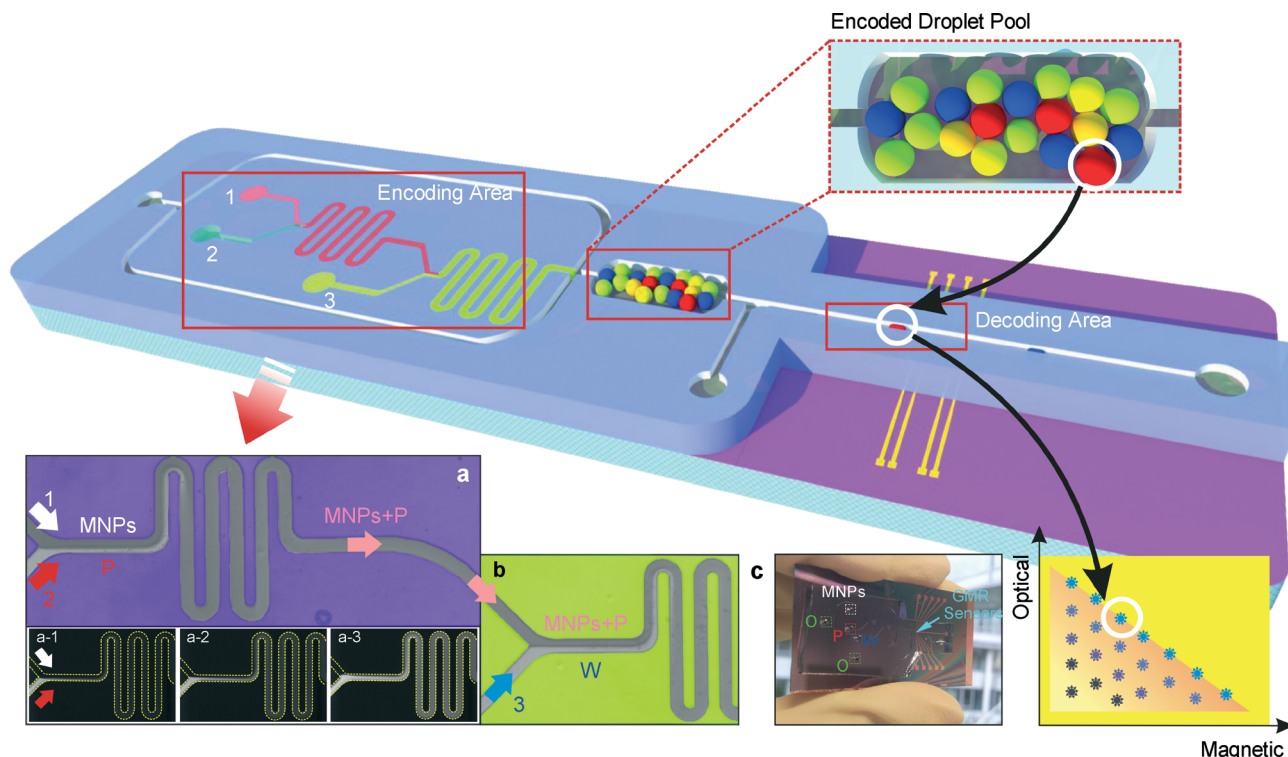 Encoded Droplet Pool
Encoding Area
1
2
3
Decoding Area
a
1
MNPs
MNPs+P
P
2
a-1
a-2
a-3
b
MNPs+P
W
3
c
MNPs
GMR
Sensors
O
P
W
O
Optical
Magnetic